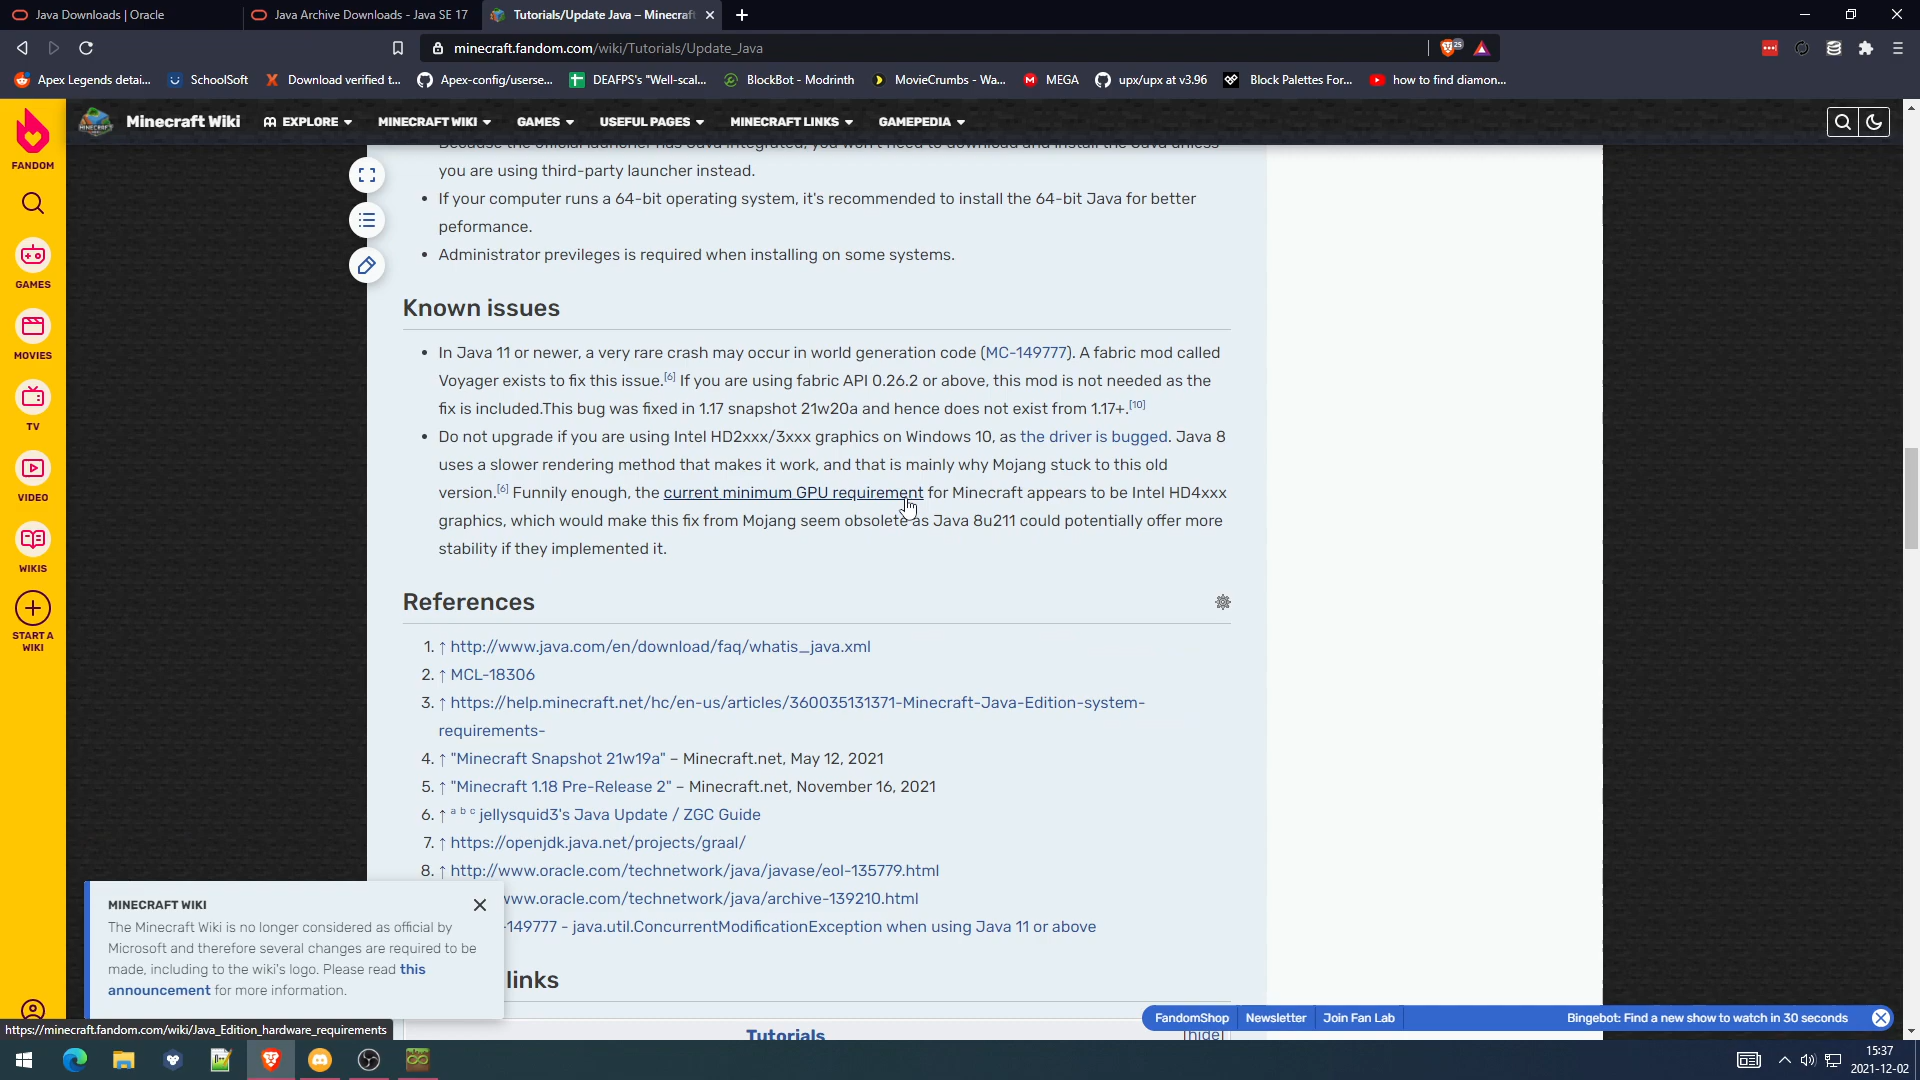 Java Downloads | Oracle
Java Archive Downloads - Java SE 17
Tutorials/Update Java – Minecraft
minecraft.fandom.com/wiki/Tutorials/Update_Java
25
Apex Legends detai...
SchoolSoft
Download verified t...
Apex-config/userse...
DEAFPS's "Well-scal...
BlockBot - Modrinth
MovieCrumbs - Wa...
MEGA
upx/upx at v3.96
Block Palettes For...
how to find diamon...
FANDOM
Minecraft Wiki
EXPLORE
MINECRAFT WIKI
GAMES
USEFUL PAGES
MINECRAFT LINKS
GAMEPEDIA
GAMES
MOVIES
TV
VIDEO
WIKIS
START A
WIKI
Because the official launcher has Java integrated, you won't need to download and install the Java unless
you are using third-party launcher instead.
• If your computer runs a 64-bit operating system, it's recommended to install the 64-bit Java for better
peformance.
• Administrator previleges is required when installing on some systems.
Known issues
• In Java 11 or newer, a very rare crash may occur in world generation code (MC-149777). A fabric mod called
Voyager exists to fix this issue.[6] If you are using fabric API 0.26.2 or above, this mod is not needed as the
fix is included.This bug was fixed in 1.17 snapshot 21w20a and hence does not exist from 1.17+.[10]
• Do not upgrade if you are using Intel HD2xxx/3xxx graphics on Windows 10, as the driver is bugged. Java 8
uses a slower rendering method that makes it work, and that is mainly why Mojang stuck to this old
version.[6] Funnily enough, the current minimum GPU requirement for Minecraft appears to be Intel HD4xxx
graphics, which would make this fix from Mojang seem obsolete as Java 8u211 could potentially offer more
stability if they implemented it.
References
1. ↑ http://www.java.com/en/download/faq/whatis_java.xml
2. ↑ MCL-18306
3. ↑ https://help.minecraft.net/hc/en-us/articles/360035131371-Minecraft-Java-Edition-system-
requirements-
4. ↑ "Minecraft Snapshot 21w19a" – Minecraft.net, May 12, 2021
5. ↑ "Minecraft 1.18 Pre-Release 2" – Minecraft.net, November 16, 2021
6. ↑ a b c jellysquid3's Java Update / ZGC Guide
7. ↑ https://openjdk.java.net/projects/graal/
8. ↑ http://www.oracle.com/technetwork/java/javase/eol-135779.html
www.oracle.com/technetwork/java/archive-139210.html
-149777 - java.util.ConcurrentModificationException when using Java 11 or above
links
Tutorials
[hide]
MINECRAFT WIKI
The Minecraft Wiki is no longer considered as official by
Microsoft and therefore several changes are required to be
made, including to the wiki's logo. Please read this
announcement for more information.
FandomShop
Newsletter
Join Fan Lab
Bingebot: Find a new show to watch in 30 seconds
https://minecraft.fandom.com/wiki/Java_Edition_hardware_requirements
15:37
2021-12-02